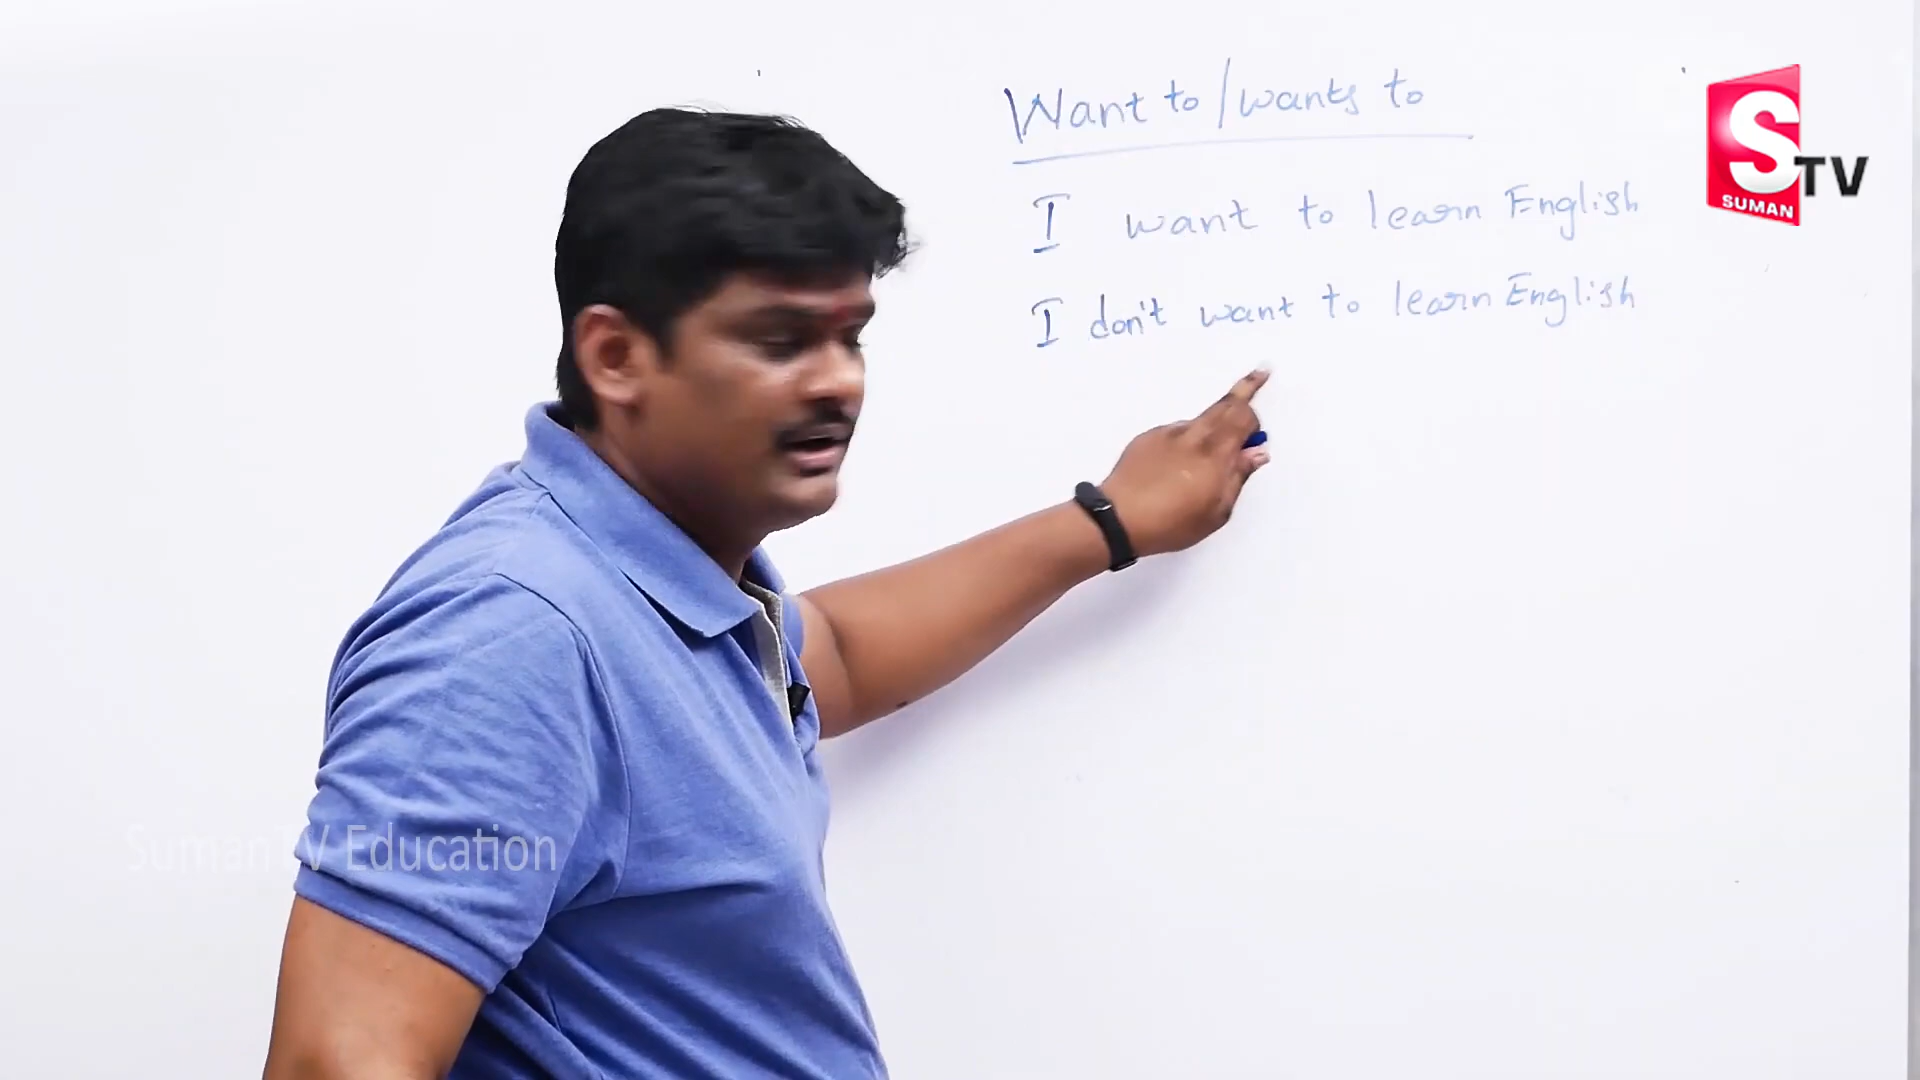 Want to / wants to
I want to learn English
I don't want to learn English
S TV
SUMAN
SumanTV Education